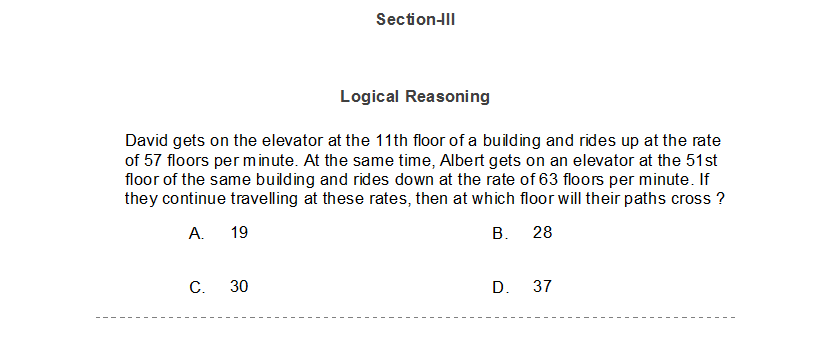 Section-III
Logical Reasoning
David gets on the elevator at the 11th floor of a building and rides up at the rate
of 57 floors per minute. At the same time, Albert gets on an elevator at the 51st
floor of the same building and rides down at the rate of 63 floors per minute. If
they continue travelling at these rates, then at which floor will their paths cross ?
A. 19 B. 28
C. 30 D. 37